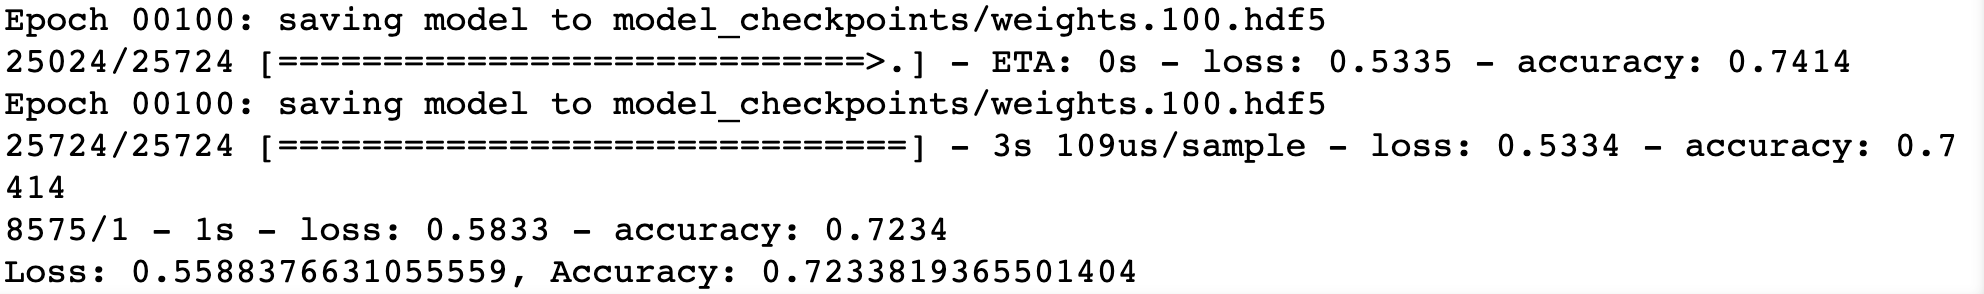 Epoch 00100: saving model to model_checkpoints/weights.100.hdf5
25024/25724 [============================>.] - ETA: 0s - loss: 0.5335 - accuracy: 0.7414
Epoch 00100: saving model to model_checkpoints/weights.100.hdf5
25724/25724 [==============================] - 3s 109us/sample - loss: 0.5334 - accuracy: 0.7
414
8575/1 - 1s - loss: 0.5833 - accuracy: 0.7234
Loss: 0.5588376631055559, Accuracy: 0.7233819365501404